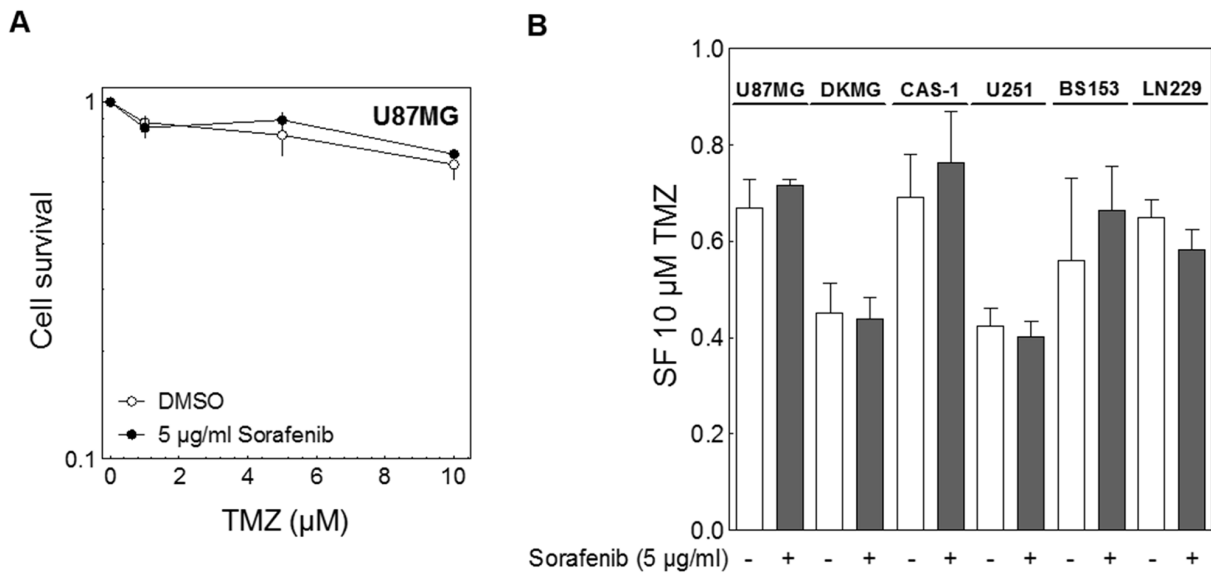 A
1
0.1
Cell survival
U87MG
DMSO
5 µg/ml Sorafenib
0 2 4 6 8 10
TMZ (µM)
B
1.0
0.8
0.6
0.4
0.2
0.0
SF 10 µM TMZ
U87MG DKMG CAS-1 U251 BS153 LN229
Sorafenib (5 µg/ml) - + - + - + - + - + - +